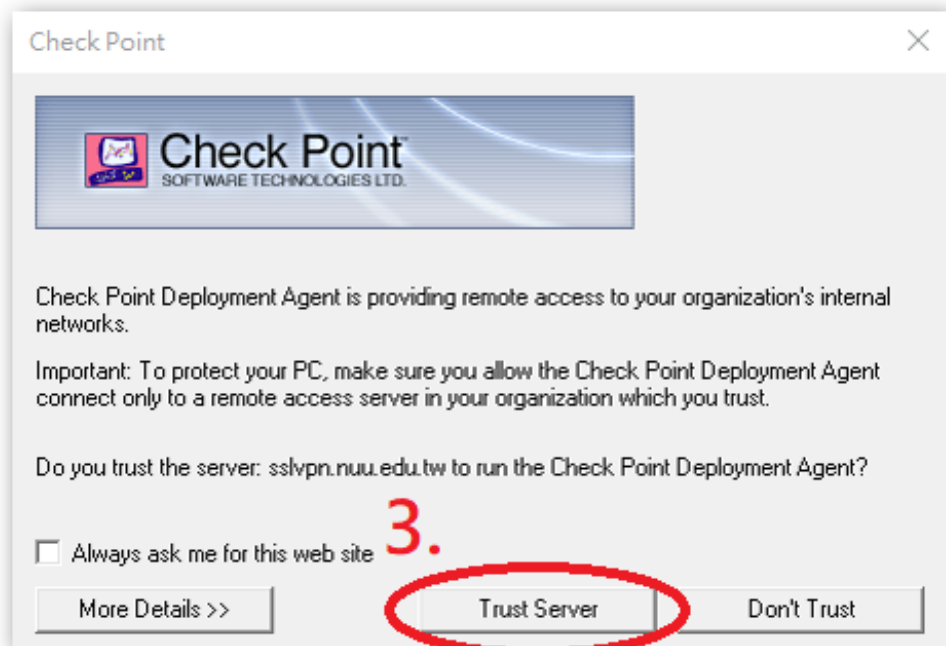 Check Point
Check Point
SOFTWARE TECHNOLOGIES LTD.
Check Point Deployment Agent is providing remote access to your organization's internal
networks.
Important: To protect your PC, make sure you allow the Check Point Deployment Agent
connect only to a remote access server in your organization which you trust.
Do you trust the server: sslvpn.nuu.edu.tw to run the Check Point Deployment Agent?
Always ask me for this web site
3.
More Details >>
Trust Server
Don't Trust